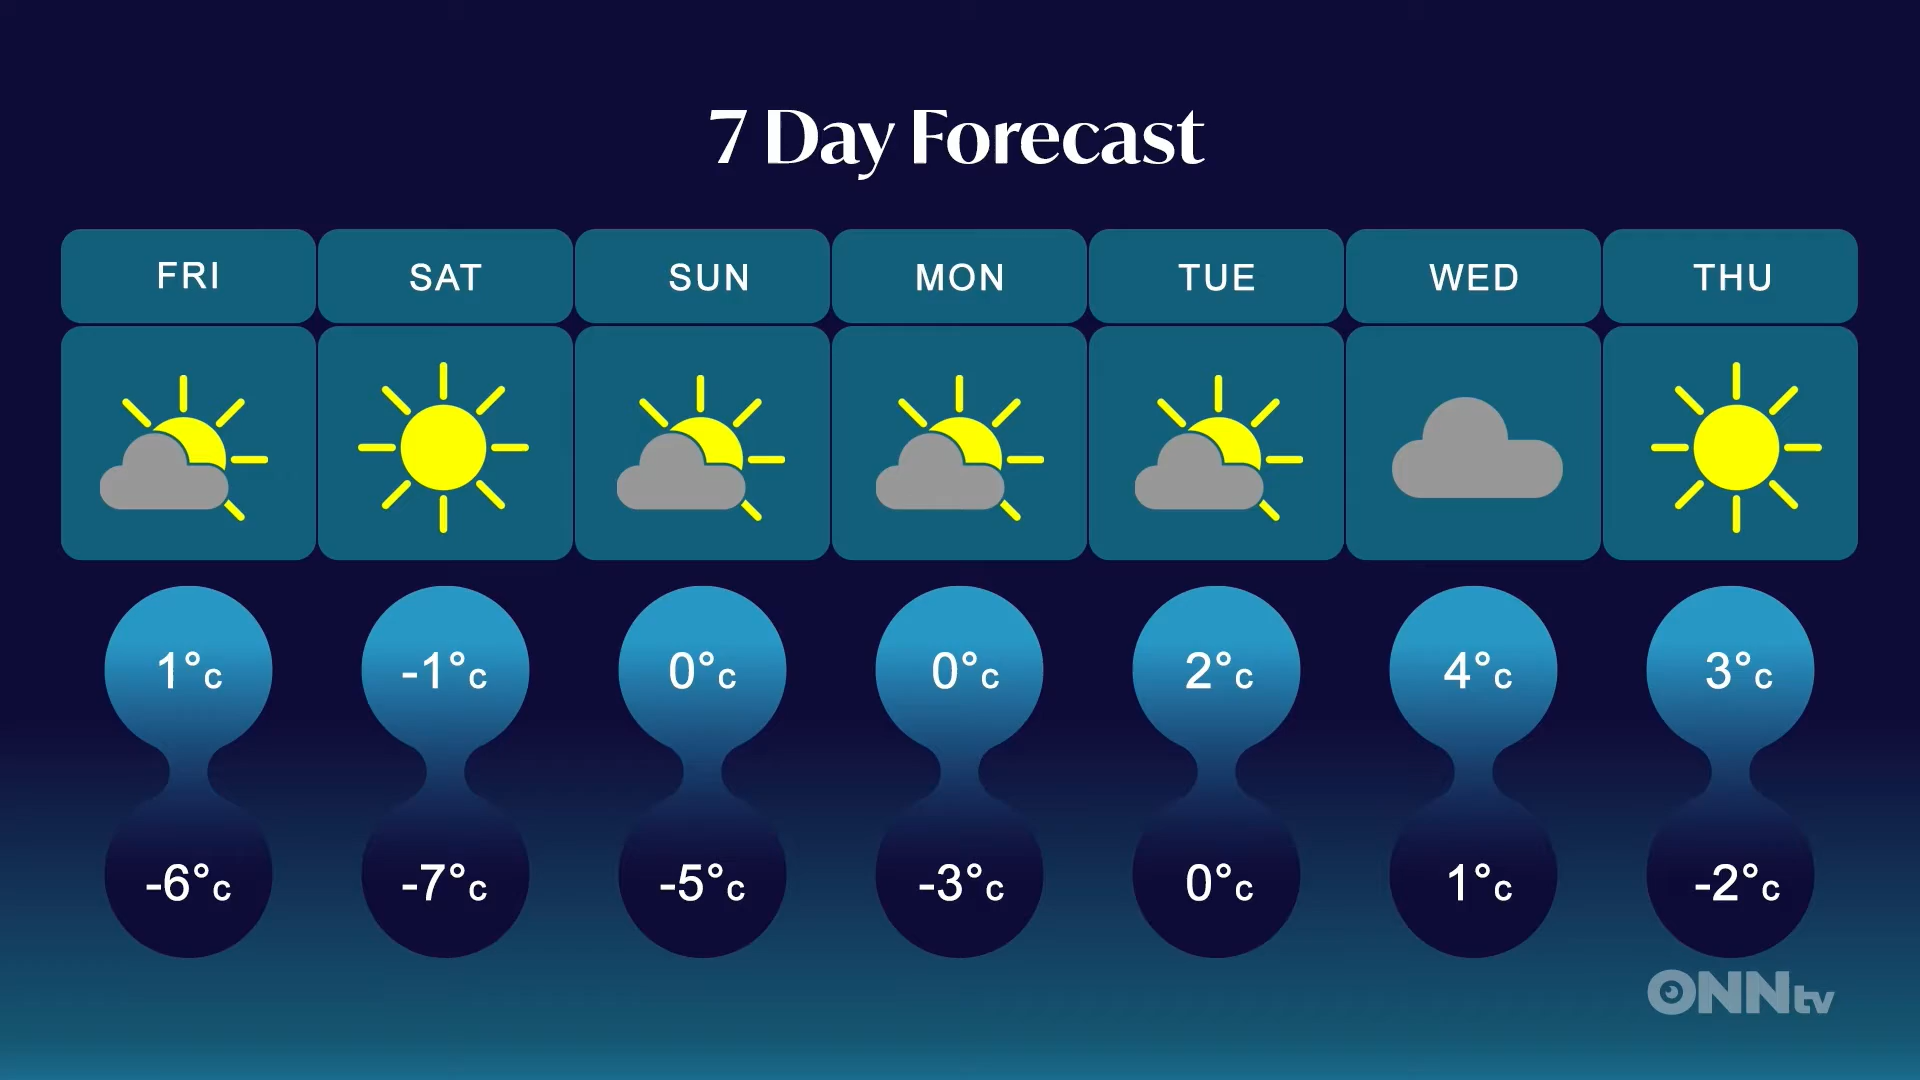 7 Day Forecast
FRI SAT SUN MON TUE WED THU
1°c -1°c 0°c 0°c 2°c 4°c 3°c
-6°c -7°c -5°c -3°c 0°c 1°c -2°c
ONNtv